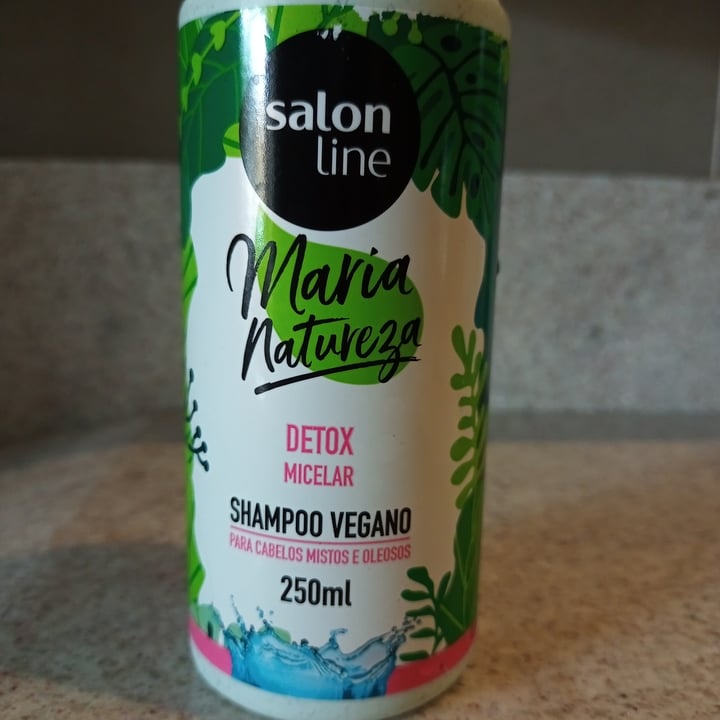 salon
line
Maria
Natureza
DETOX
MICELAR
SHAMPOO VEGANO
PARA CABELOS MISTOS E OLEOSOS
250ml